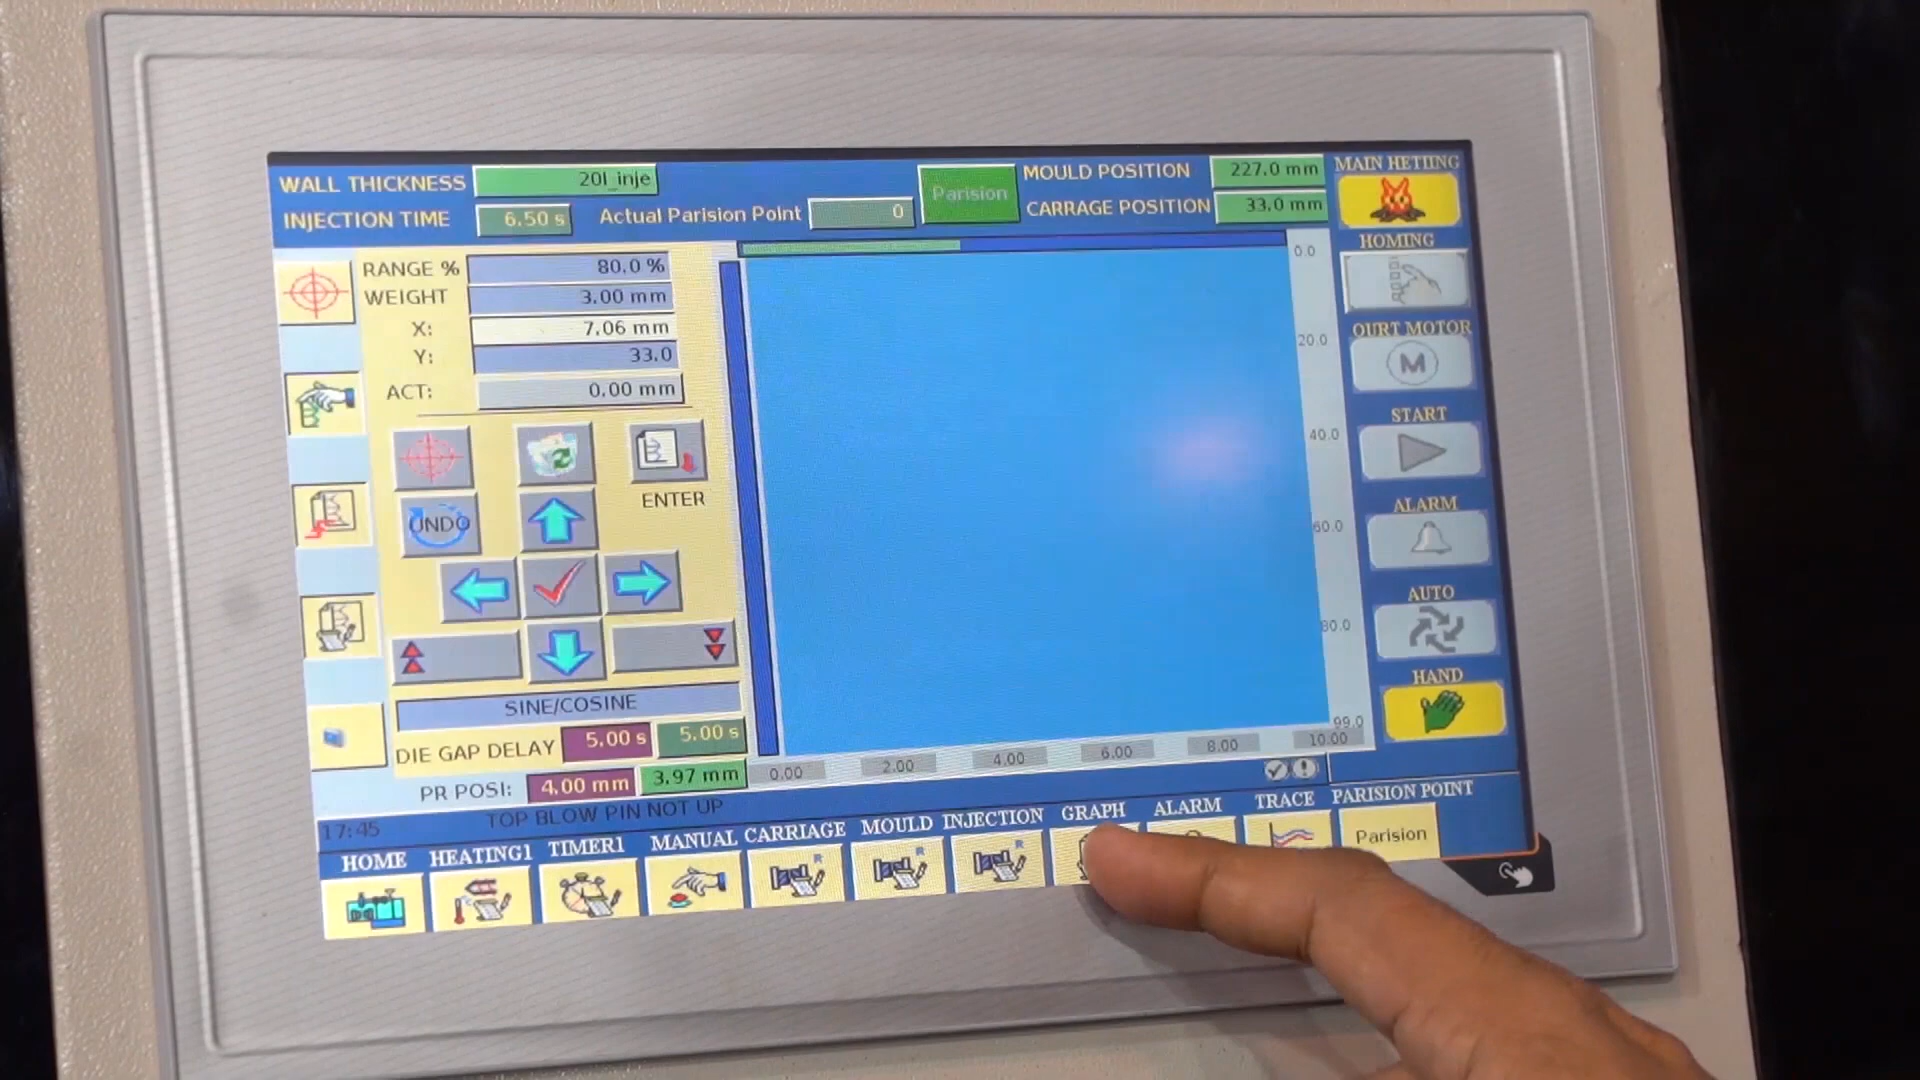 WALL THICKNESS 20l_inje
INJECTION TIME 6.50 s Actual Parision Point 0
Parision
MOULD POSITION 227.0 mm
CARRAGE POSITION 33.0 mm
RANGE % 80.0 %
WEIGHT 3.00 mm
X: 7.06 mm
Y: 33.0
ACT: 0.00 mm
ENTER
UNDO
SINE/COSINE
DIE GAP DELAY 5.00 s 5.00 s
PR POSI: 4.00 mm 3.97 mm
0.0
20.0
40.0
60.0
80.0
99.0
0.00 2.00 4.00 6.00 8.00 10.00
MAIN HETIING
HOMING
OURT MOTOR
M
START
ALARM
AUTO
HAND
17:45 TOP BLOW PIN NOT UP
HOME HEATING1 TIMER1 MANUAL CARRIAGE MOULD INJECTION GRAPH ALARM TRACE PARISION POINT
R R R
Parision